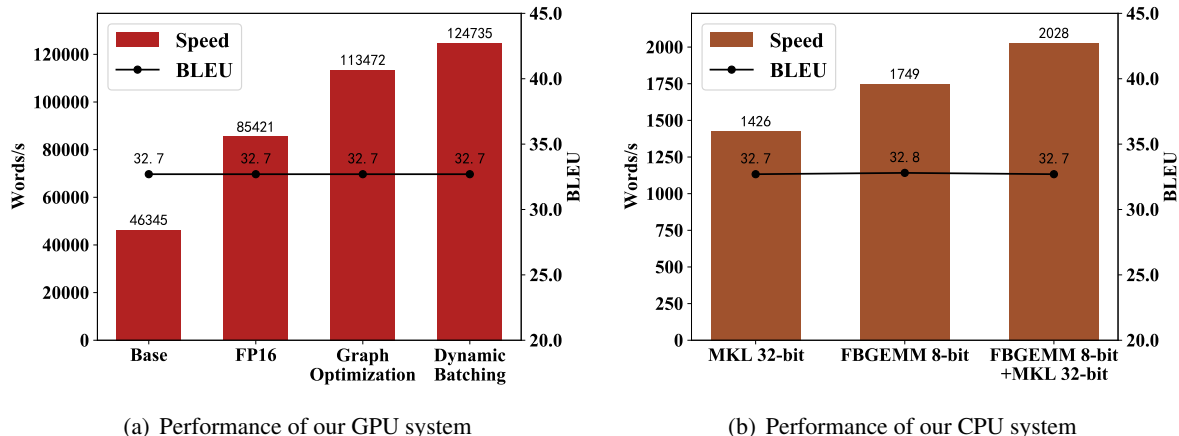 Speed
BLEU
Words/s
0
20000
40000
60000
80000
100000
120000
46345
85421
113472
124735
32.7
32.7
32.7
32.7
45.0
40.0
35.0
30.0
25.0
20.0
BLEU
Base
FP16
Graph
Optimization
Dynamic
Batching
(a) Performance of our GPU system
Speed
BLEU
Words/s
0
250
500
750
1000
1250
1500
1750
2000
1426
1749
2028
32.7
32.8
32.7
45.0
40.0
35.0
30.0
25.0
20.0
BLEU
MKL 32-bit
FBGEMM 8-bit
FBGEMM 8-bit
+MKL 32-bit
(b) Performance of our CPU system